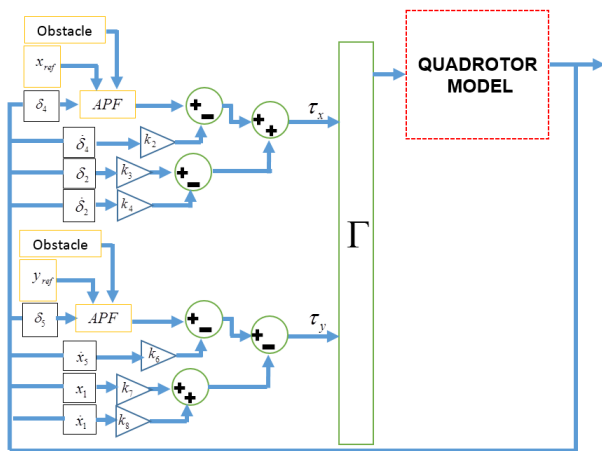 Obstacle
x_ref
δ₄ APF + -
+ +
τₓ
QUADROTOR
MODEL
δ̇₄ k₂
δ₂ k₃ + -
δ̇₂ k₄
Γ
Obstacle
y_ref
δ₅ APF + -
+ -
τ_y
ẋ₅ k₆
x₁ k₇ + +
ẋ₁ k₈